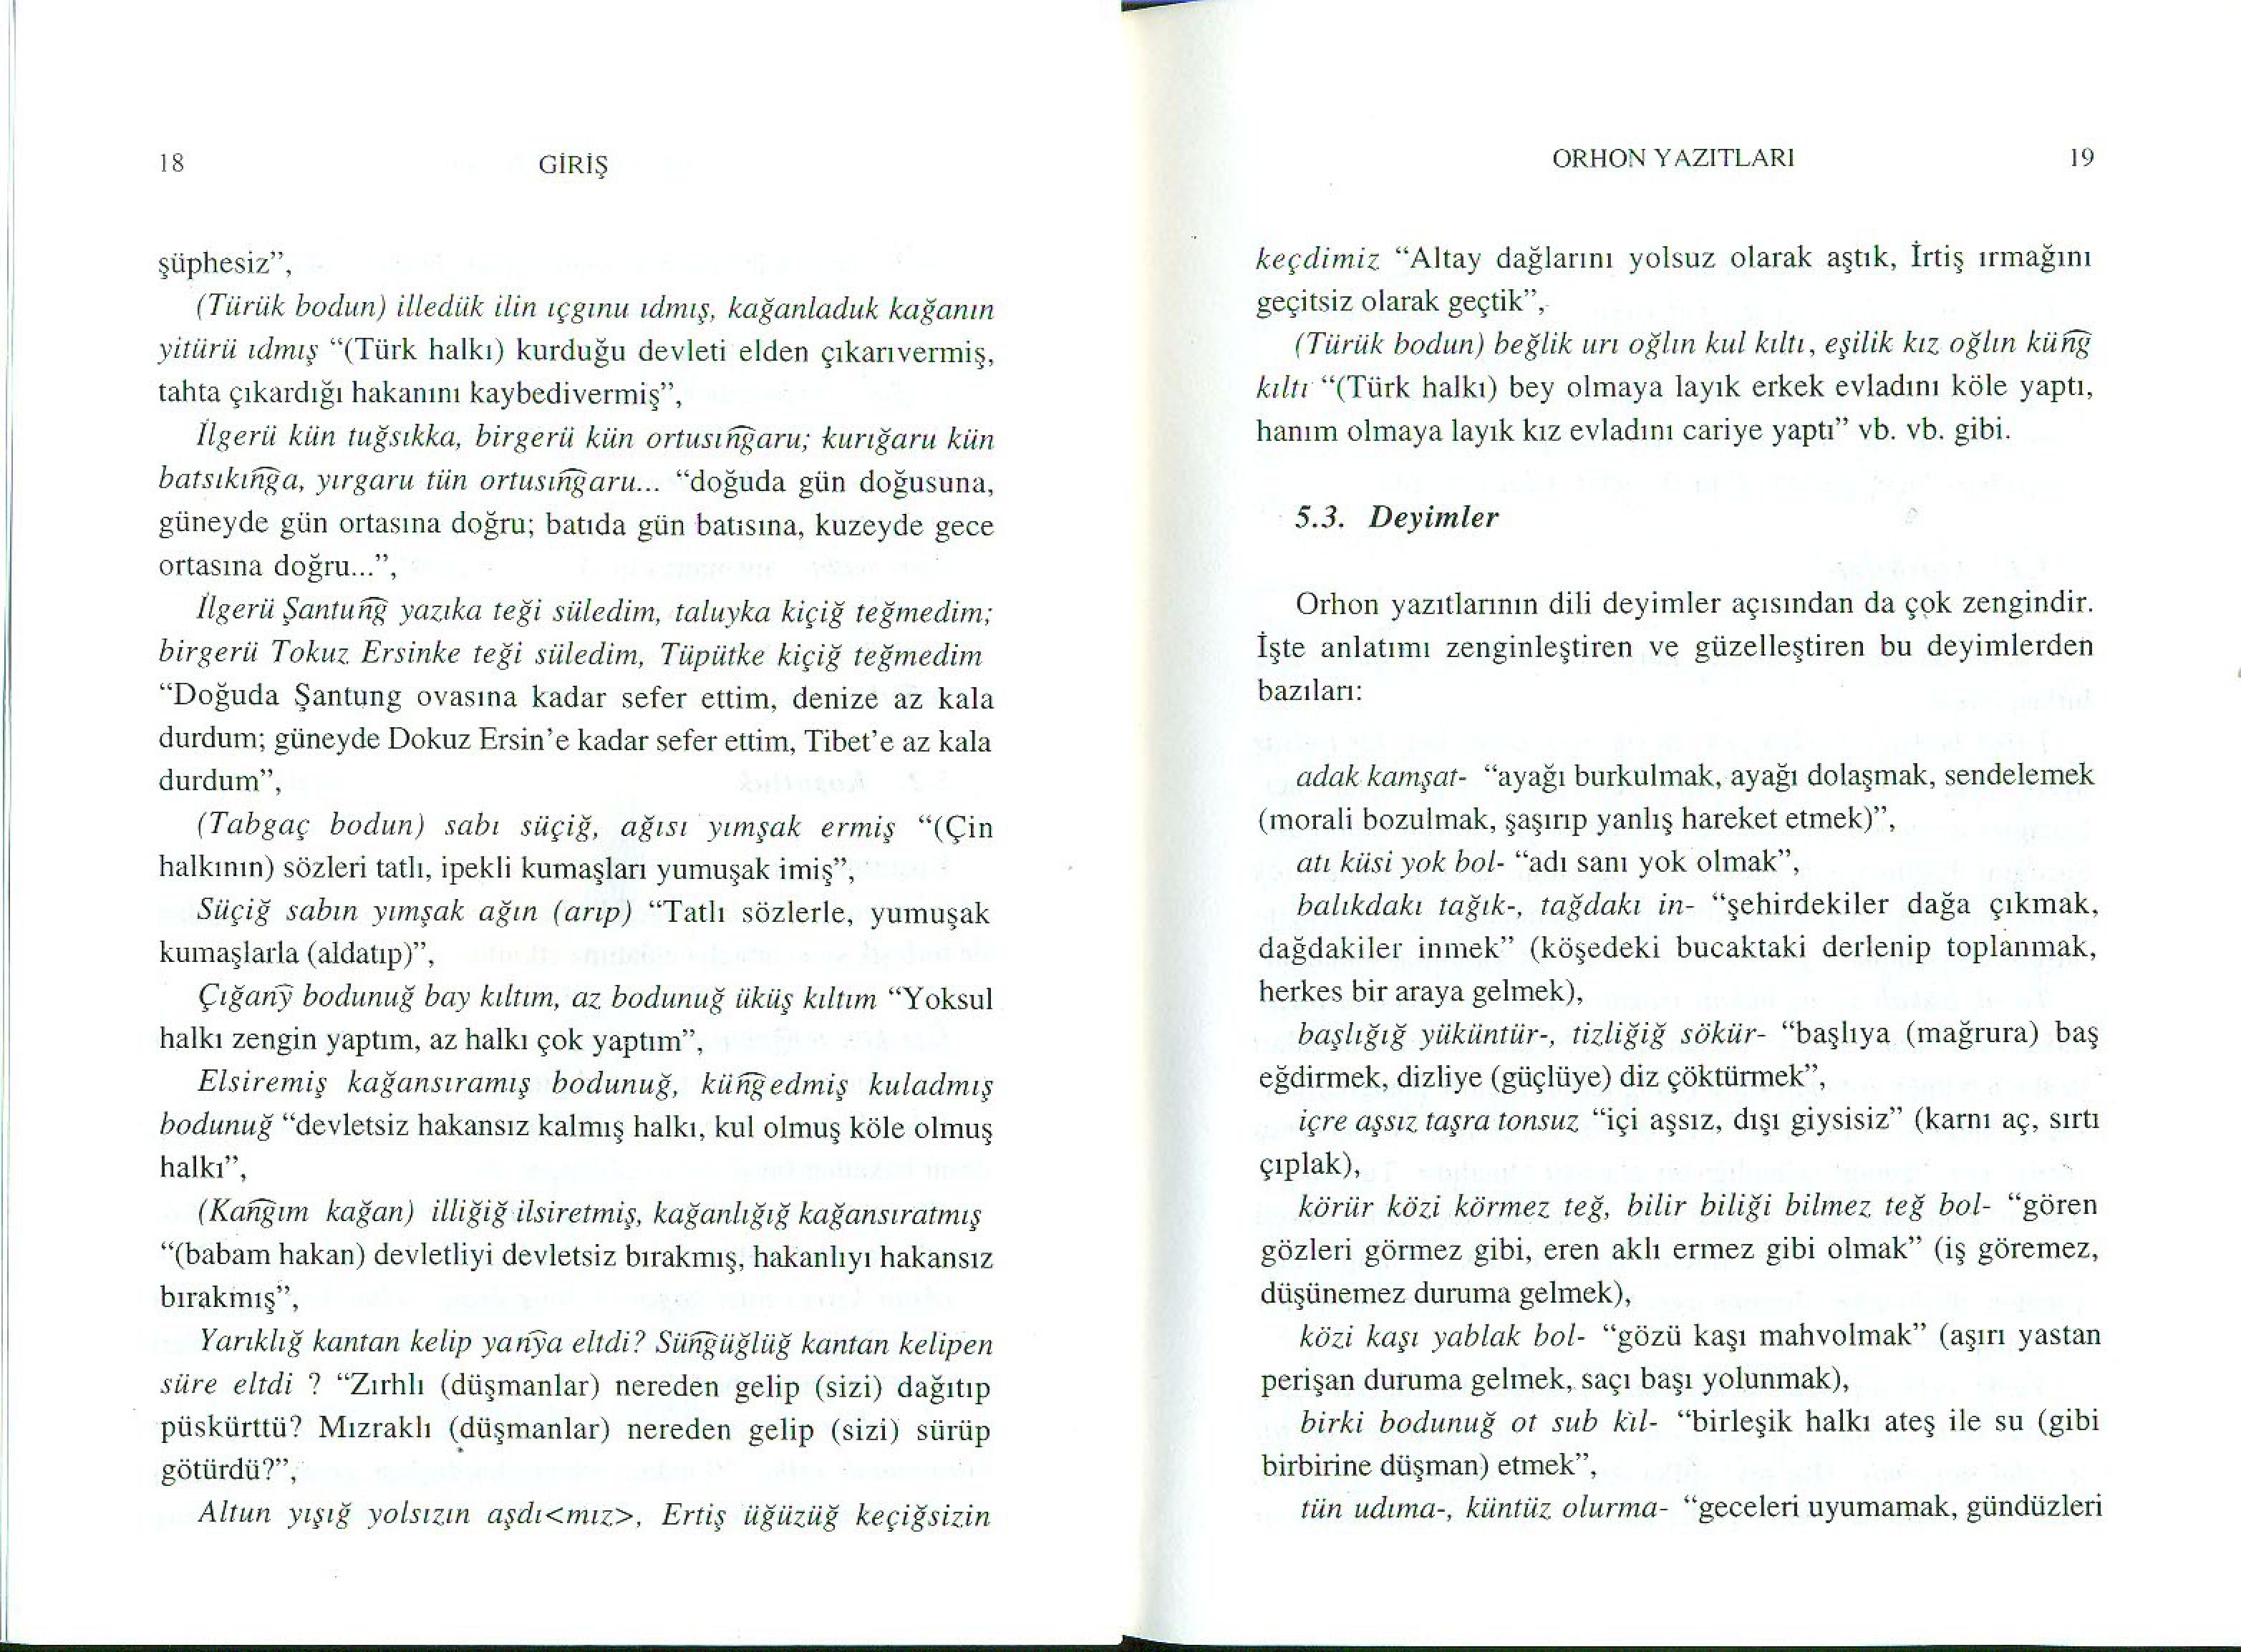 18
GİRİŞ
şüphesiz”,
(Türük bodun) illedük ilin ıçgınu ıdmış, kağanladuk kağanın
yitürü ıdmış “(Türk halkı) kurduğu devleti elden çıkarıvermiş,
tahta çıkardığı hakanını kaybedivermiş”,
İlgerü kün tuğsıkka, birgerü kün ortusın͡garu; kurığaru kün
batsıkın͡ga, yırgaru tün ortusın͡garu... “doğuda gün doğusuna,
güneyde gün ortasına doğru; batıda gün batısına, kuzeyde gece
ortasına doğru...”,
İlgerü Şantun͡g yazıka teği süledim, taluyka kiçiğ teğmedim;
birgerü Tokuz Ersinke teği süledim, Tüpütke kiçiğ teğmedim
“Doğuda Şantung ovasına kadar sefer ettim, denize az kala
durdum; güneyde Dokuz Ersin’e kadar sefer ettim, Tibet’e az kala
durdum”,
(Tabgaç bodun) sabı süçiğ, ağısı yımşak ermiş “(Çin
halkının) sözleri tatlı, ipekli kumaşları yumuşak imiş”,
Süçiğ sabın yımşak ağın (arıp) “Tatlı sözlerle, yumuşak
kumaşlarla (aldatıp)”,
Çığan͡y bodunuğ bay kıltım, az bodunuğ üküş kıltım “Yoksul
halkı zengin yaptım, az halkı çok yaptım”,
Elsiremiş kağansıramış bodunuğ, kün͡gedmiş kuladmış
bodunuğ “devletsiz hakansız kalmış halkı, kul olmuş köle olmuş
halkı”,
(Kan͡gım kağan) illiğiğ ilsiretmiş, kağanlığığ kağansıratmış
“(babam hakan) devletliyi devletsiz bırakmış, hakanlıyı hakansız
bırakmış”,
Yarıklığ kantan kelip yan͡ya eltdi? Sün͡güğlüğ kantan kelipen
süre eltdi ? “Zırhlı (düşmanlar) nereden gelip (sizi) dağıtıp
püskürttü? Mızraklı (düşmanlar) nereden gelip (sizi) sürüp
götürdü?”,
Altun yışığ yolsızın aşdı<mız>, Ertiş üğüzüğ keçiğsizin
ORHON YAZITLARI
19
keçdimiz “Altay dağlarını yolsuz olarak aştık, İrtiş ırmağını
geçitsiz olarak geçtik”,
(Türük bodun) beğlik urı oğlın kul kıltı, eşilik kız oğlın kün͡g
kıltı “(Türk halkı) bey olmaya layık erkek evladını köle yaptı,
hanım olmaya layık kız evladını cariye yaptı” vb. vb. gibi.
5.3. Deyimler
Orhon yazıtlarının dili deyimler açısından da çok zengindir.
İşte anlatımı zenginleştiren ve güzelleştiren bu deyimlerden
bazıları:
adak kamşat- “ayağı burkulmak, ayağı dolaşmak, sendelemek
(morali bozulmak, şaşırıp yanlış hareket etmek)”,
atı küsi yok bol- “adı sanı yok olmak”,
balıkdakı tağık-, tağdakı in- “şehirdekiler dağa çıkmak,
dağdakiler inmek” (köşedeki bucaktaki derlenip toplanmak,
herkes bir araya gelmek),
başlığığ yüküntür-, tizliğiğ sökür- “başlıya (mağrura) baş
eğdirmek, dizliye (güçlüye) diz çöktürmek”,
içre aşsız taşra tonsuz “içi aşsız, dışı giysisiz” (karnı aç, sırtı
çıplak),
körür közi körmez teğ, bilir biliği bilmez teğ bol- “gören
gözleri görmez gibi, eren aklı ermez gibi olmak” (iş göremez,
düşünemez duruma gelmek),
közi kaşı yablak bol- “gözü kaşı mahvolmak” (aşırı yastan
perişan duruma gelmek, saçı başı yolunmak),
birki bodunuğ ot sub kıl- “birleşik halkı ateş ile su (gibi
birbirine düşman) etmek”,
tün udıma-, küntüz olurma- “geceleri uyumamak, gündüzleri